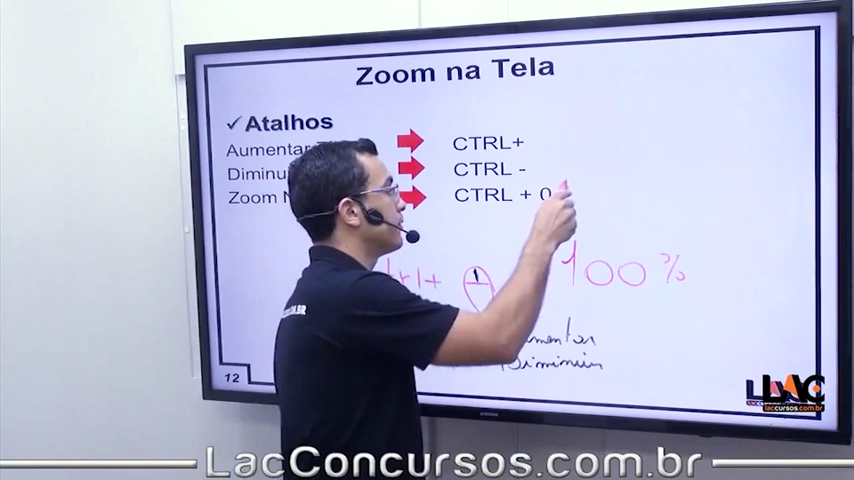 Zoom na Tela
✓ Atalhos
Aumentar
CTRL+
CTRL -
Zoom
CTRL + 0
100%
Diminuir
12
LAC
laccursos.com.br
LacConcursos.com.br